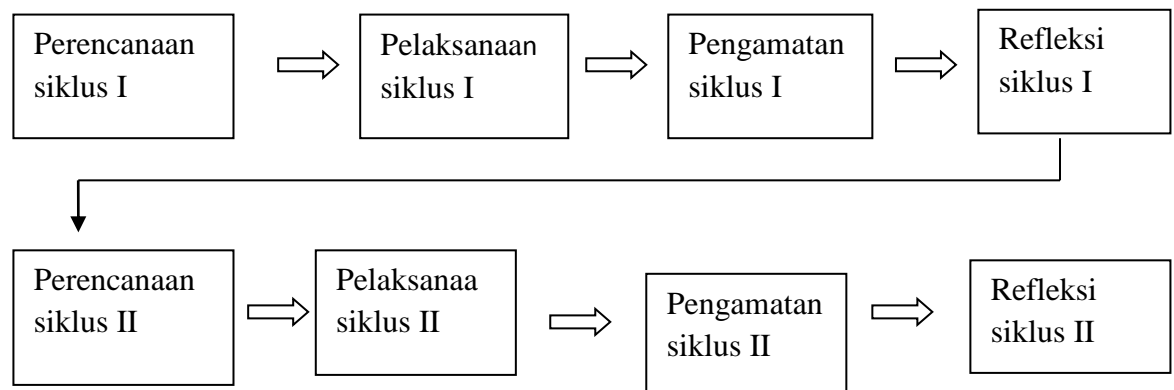 Perencanaan
siklus I
Pelaksanaan
siklus I
Pengamatan
siklus I
Refleksi
siklus I
Perencanaan
siklus II
Pelaksanaa
siklus II
Pengamatan
siklus II
Refleksi
siklus II